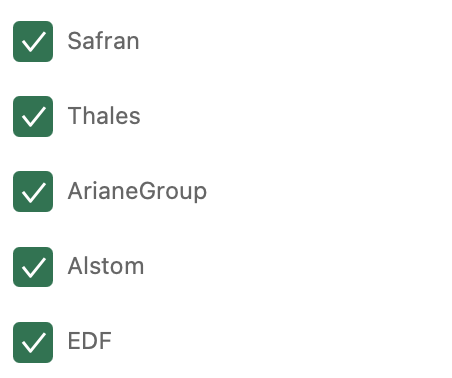 Safran
Thales
ArianeGroup
Alstom
EDF